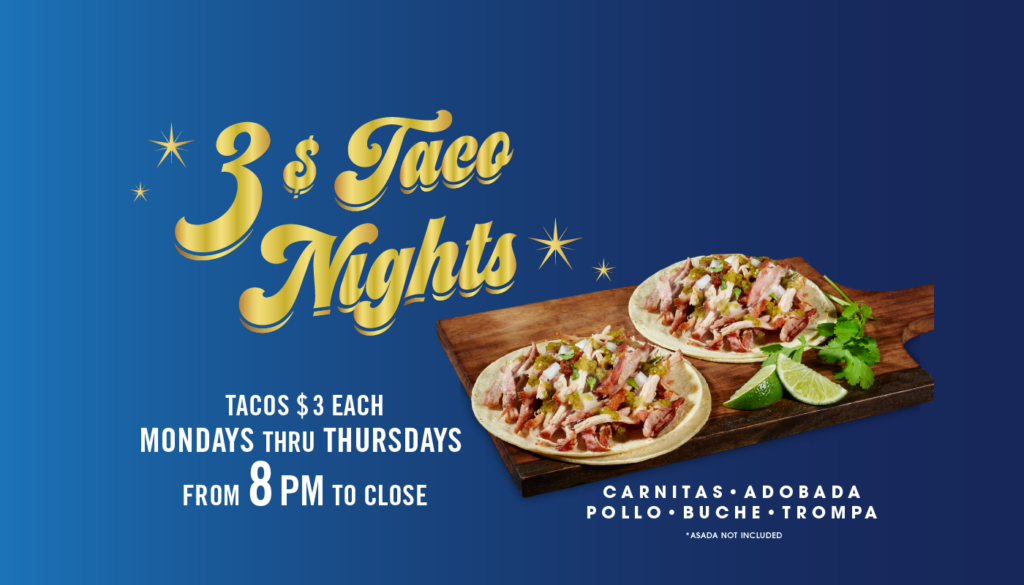 3 $ Taco
Nights
TACOS $3 EACH
MONDAYS THRU THURSDAYS
FROM 8 PM TO CLOSE
CARNITAS • ADOBADA
POLLO • BUCHE • TROMPA
*ASADA NOT INCLUDED